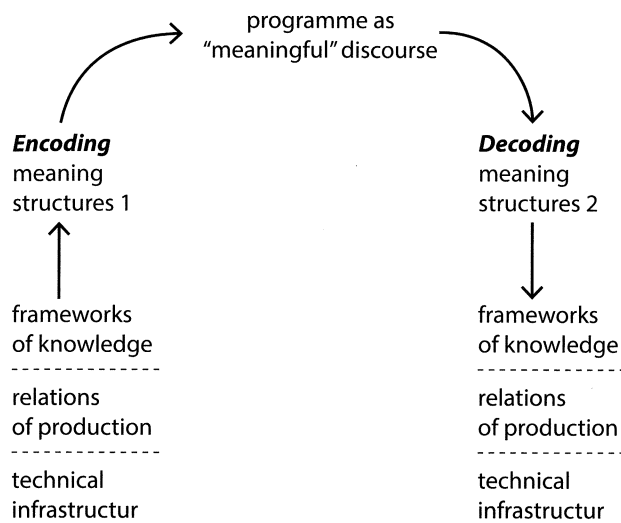 programme as
“meaningful” discourse
Encoding
meaning
structures 1
frameworks
of knowledge
relations
of production
technical
infrastructur
Decoding
meaning
structures 2
frameworks
of knowledge
relations
of production
technical
infrastructur